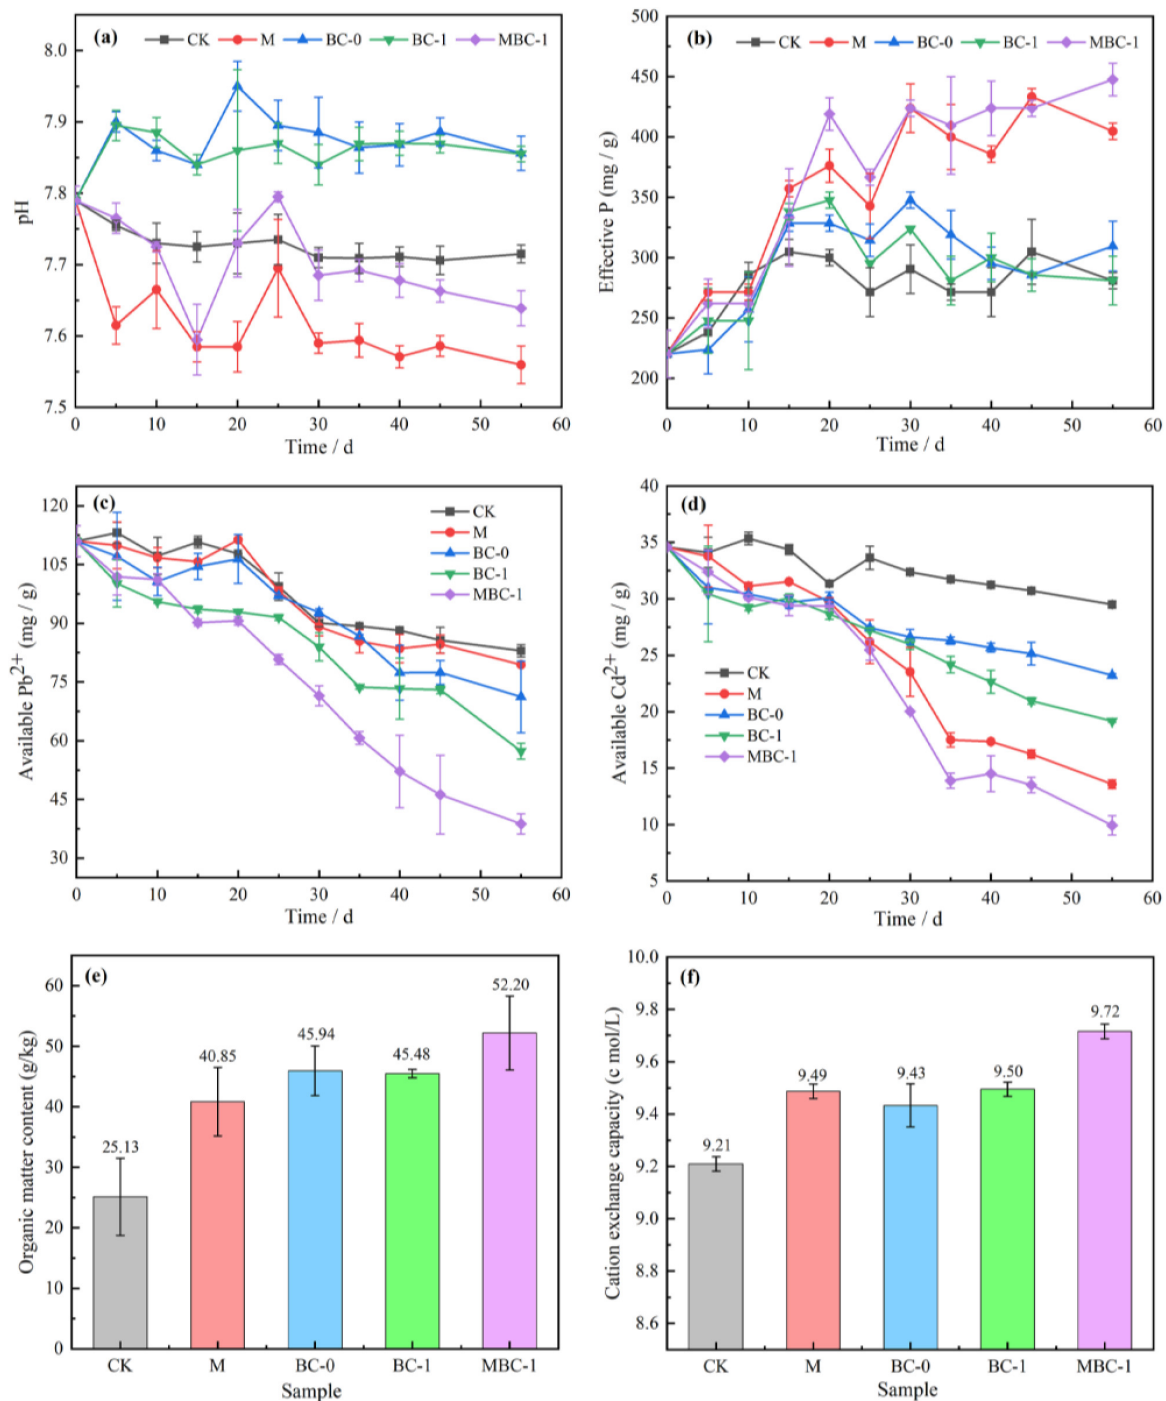 (a) CK M BC-0 BC-1 MBC-1
8.0
7.9
7.8
7.7
7.6
7.5
pH
0 10 20 30 40 50 60
Time / d
(b) CK M BC-0 BC-1 MBC-1
500
450
400
350
300
250
200
Effective P (mg / g)
0 10 20 30 40 50 60
Time / d
(c)
CK
M
BC-0
BC-1
MBC-1
120
105
90
75
60
45
30
Available Pb2+ (mg / g)
0 10 20 30 40 50 60
Time / d
(d)
CK
M
BC-0
BC-1
MBC-1
40
35
30
25
20
15
10
5
Available Cd2+ (mg / g)
0 10 20 30 40 50 60
Time / d
(e)
60
50
40
30
20
10
0
Organic matter content (g/kg)
25.13
40.85
45.94
45.48
52.20
CK M BC-0 BC-1 MBC-1
Sample
(f)
10.0
9.8
9.6
9.4
9.2
9.0
8.8
8.6
Cation exchange capacity (c mol/L)
9.21
9.49
9.43
9.50
9.72
CK M BC-0 BC-1 MBC-1
Sample